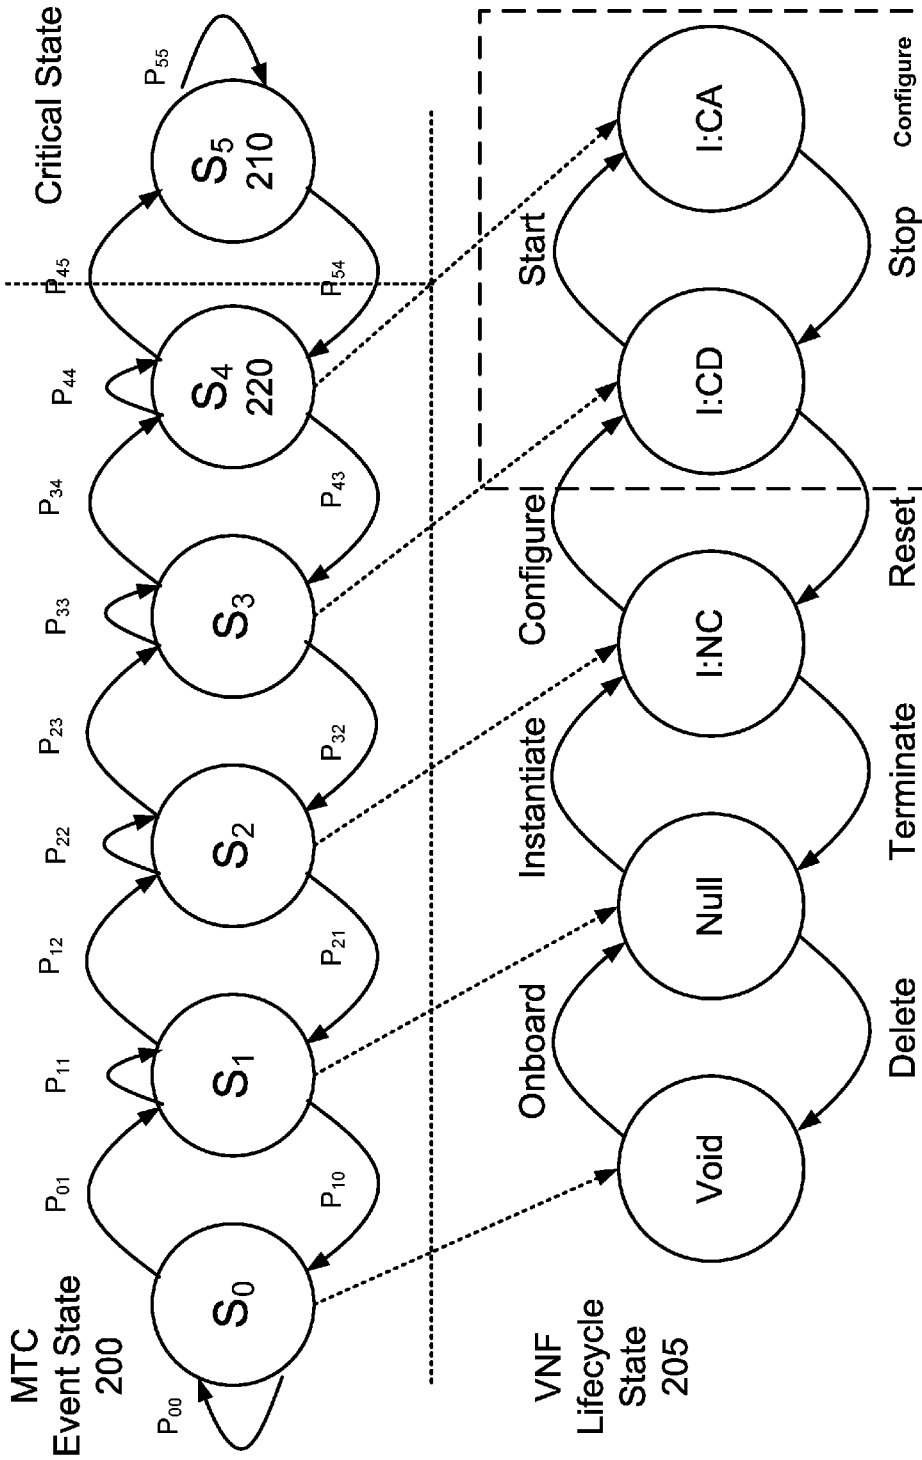 MTC
Event State
200
Critical State
P00
P01
P11
P12
P22
P23
P33
P34
P44
P45
P55
S0
S1
S2
S3
S4
220
S5
210
P10
P21
P32
P43
P54
VNF
Lifecycle
State
205
Onboard
Instantiate
Configure
Start
Void
Null
I:NC
I:CD
I:CA
Delete
Terminate
Reset
Stop
Configure